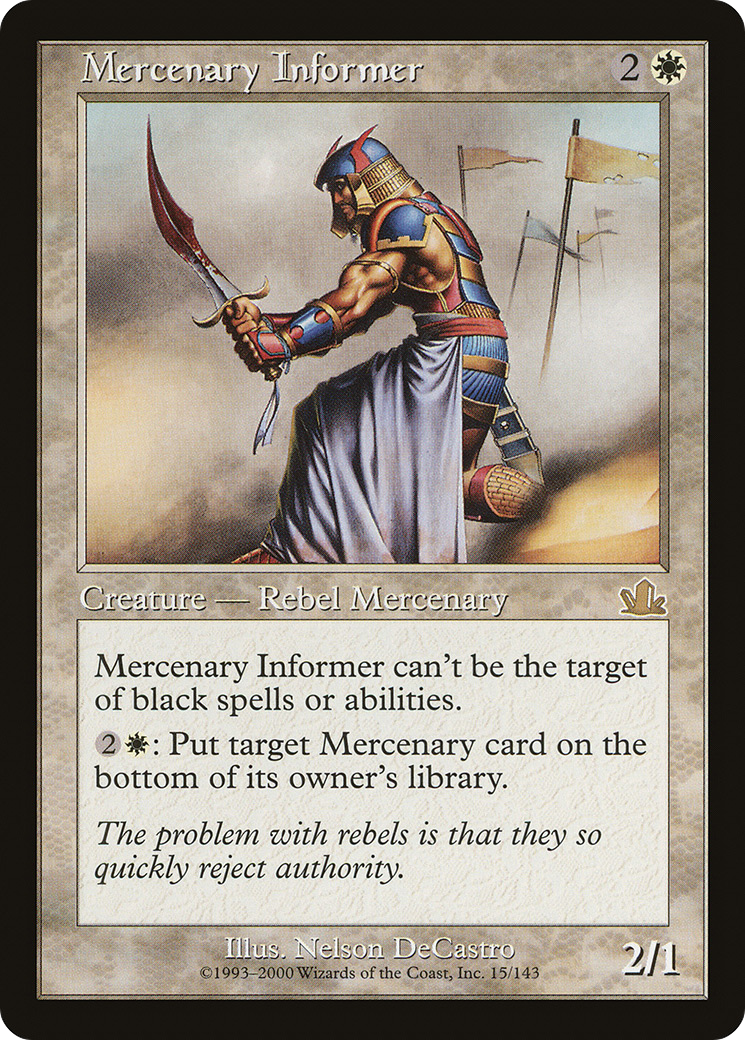 Mercenary Informer 2
Creature — Rebel Mercenary
Mercenary Informer can't be the target
of black spells or abilities.
2 : Put target Mercenary card on the
bottom of its owner's library.
The problem with rebels is that they so
quickly reject authority.
Illus. Nelson DeCastro
©1993–2000 Wizards of the Coast, Inc. 15/143
2/1